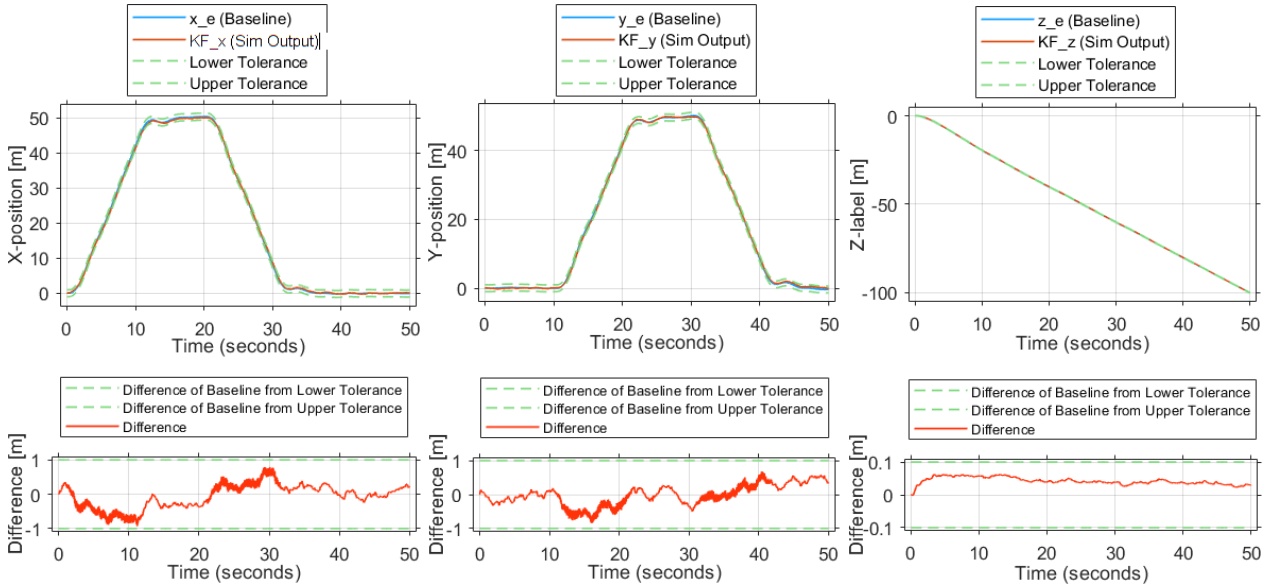 x_e (Baseline)
KF_x (Sim Output)
Lower Tolerance
Upper Tolerance
50
40
30
20
10
0
X-position [m]
0 10 20 30 40 50
Time (seconds)
y_e (Baseline)
KF_y (Sim Output)
Lower Tolerance
Upper Tolerance
40
20
0
Y-position [m]
0 10 20 30 40 50
Time (seconds)
z_e (Baseline)
KF_z (Sim Output)
Lower Tolerance
Upper Tolerance
0
-50
-100
Z-label [m]
0 10 20 30 40 50
Time (seconds)
Difference of Baseline from Lower Tolerance
Difference of Baseline from Upper Tolerance
Difference
1
0
-1
Difference [m]
0 10 20 30 40 50
Time (seconds)
Difference of Baseline from Lower Tolerance
Difference of Baseline from Upper Tolerance
Difference
1
0
-1
Difference [m]
0 10 20 30 40 50
Time (seconds)
Difference of Baseline from Lower Tolerance
Difference of Baseline from Upper Tolerance
Difference
0.1
0
-0.1
Difference [m]
0 10 20 30 40 50
Time (seconds)